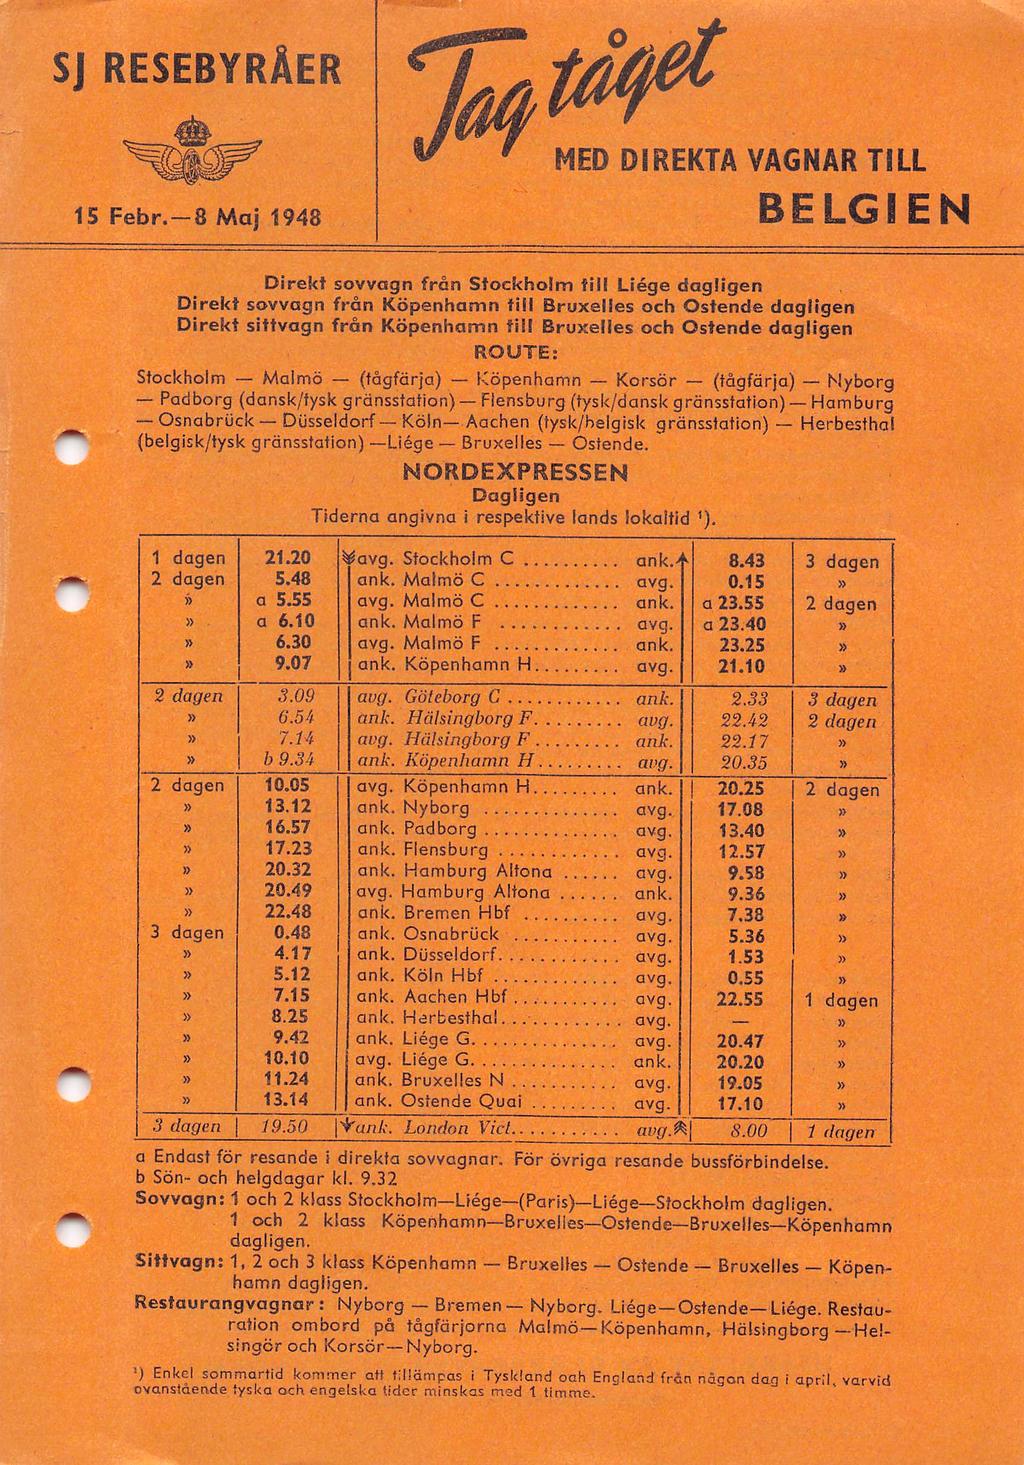 SJ RESEBYRÅER
15 Febr.—8 Maj 1948
Jag tåget
MED DIREKTA VAGNAR TILL
BELGIEN
Direkt sovvagn från Stockholm till Liége dagligen
Direkt sovvagn från Köpenhamn till Bruxelles och Ostende dagligen
Direkt sittvagn från Köpenhamn till Bruxelles och Ostende dagligen
ROUTE:
Stockholm — Malmö — (tågfärja) — Köpenhamn — Korsör — (tågfärja) — Nyborg
— Padborg (dansk/tysk gränsstation) — Flensburg (tysk/dansk gränsstation) — Hamburg
— Osnabrück — Düsseldorf — Köln— Aachen (tysk/belgisk gränsstation) — Herbesthal
(belgisk/tysk gränsstation) —Liége — Bruxelles — Ostende.
NORDEXPRESSEN
Dagligen
Tiderna angivna i respektive lands lokaltid ¹).
1 dagen 21.20 avg. Stockholm C .......... ank. 8.43 3 dagen
2 dagen 5.48 ank. Malmö C ............. avg. 0.15 »
» a 5.55 avg. Malmö C ............. ank. a 23.55 2 dagen
» a 6.10 ank. Malmö F ............ avg. a 23.40 »
» 6.30 avg. Malmö F ............. ank. 23.25 »
» 9.07 ank. Köpenhamn H......... avg. 21.10 »
2 dagen 3.09 avg. Göteborg C ............ ank. 2.33 3 dagen
» 6.54 ank. Hälsingborg F......... avg. 22.42 2 dagen
» 7.14 avg. Hälsingborg F ......... ank. 22.17 »
» b 9.34 ank. Köpenhamn H......... avg. 20.35 »
2 dagen 10.05 avg. Köpenhamn H......... ank. 20.25 2 dagen
» 13.12 ank. Nyborg .............. avg. 17.08 »
» 16.57 ank. Padborg .............. avg. 13.40 »
» 17.23 ank. Flensburg ............ avg. 12.57 »
» 20.32 ank. Hamburg Altona ...... avg. 9.58 »
» 20.49 avg. Hamburg Altona ...... ank. 9.36 »
» 22.48 ank. Bremen Hbf .......... avg. 7.38 »
3 dagen 0.48 ank. Osnabrück ........... avg. 5.36 »
» 4.17 ank. Düsseldorf............ avg. 1.53 »
» 5.12 ank. Köln Hbf ............. avg. 0.55 »
» 7.15 ank. Aachen Hbf........... avg. 22.55 1 dagen
» 8.25 ank. Herbesthal............ avg. — »
» 9.42 ank. Liége G............... avg. 20.47 »
» 10.10 avg. Liége G............... ank. 20.20 »
» 11.24 ank. Bruxelles N ........... avg. 19.05 »
» 13.14 ank. Ostende Quai ......... avg. 17.10 »
3 dagen 19.50 ank. London Vict........... avg. 8.00 1 dagen
a Endast för resande i direkta sovvagnar. För övriga resande bussförbindelse.
b Sön- och helgdagar kl. 9.32
Sovvagn: 1 och 2 klass Stockholm—Liége—(Paris)—Liége—Stockholm dagligen.
1 och 2 klass Köpenhamn—Bruxelles—Ostende—Bruxelles—Köpenhamn
dagligen.
Sittvagn: 1, 2 och 3 klass Köpenhamn — Bruxelles — Ostende — Bruxelles — Köpen-
hamn dagligen.
Restaurangvagnar: Nyborg — Bremen — Nyborg. Liége—Ostende—Liége. Restau-
ration ombord på tågfärjorna Malmö—Köpenhamn, Hälsingborg —Hel-
singör och Korsör—Nyborg.
¹) Enkel sommartid kommer att tillämpas i Tyskland och England från någon dag i april, varvid
ovanstående tyska och engelska tider minskas med 1 timme.